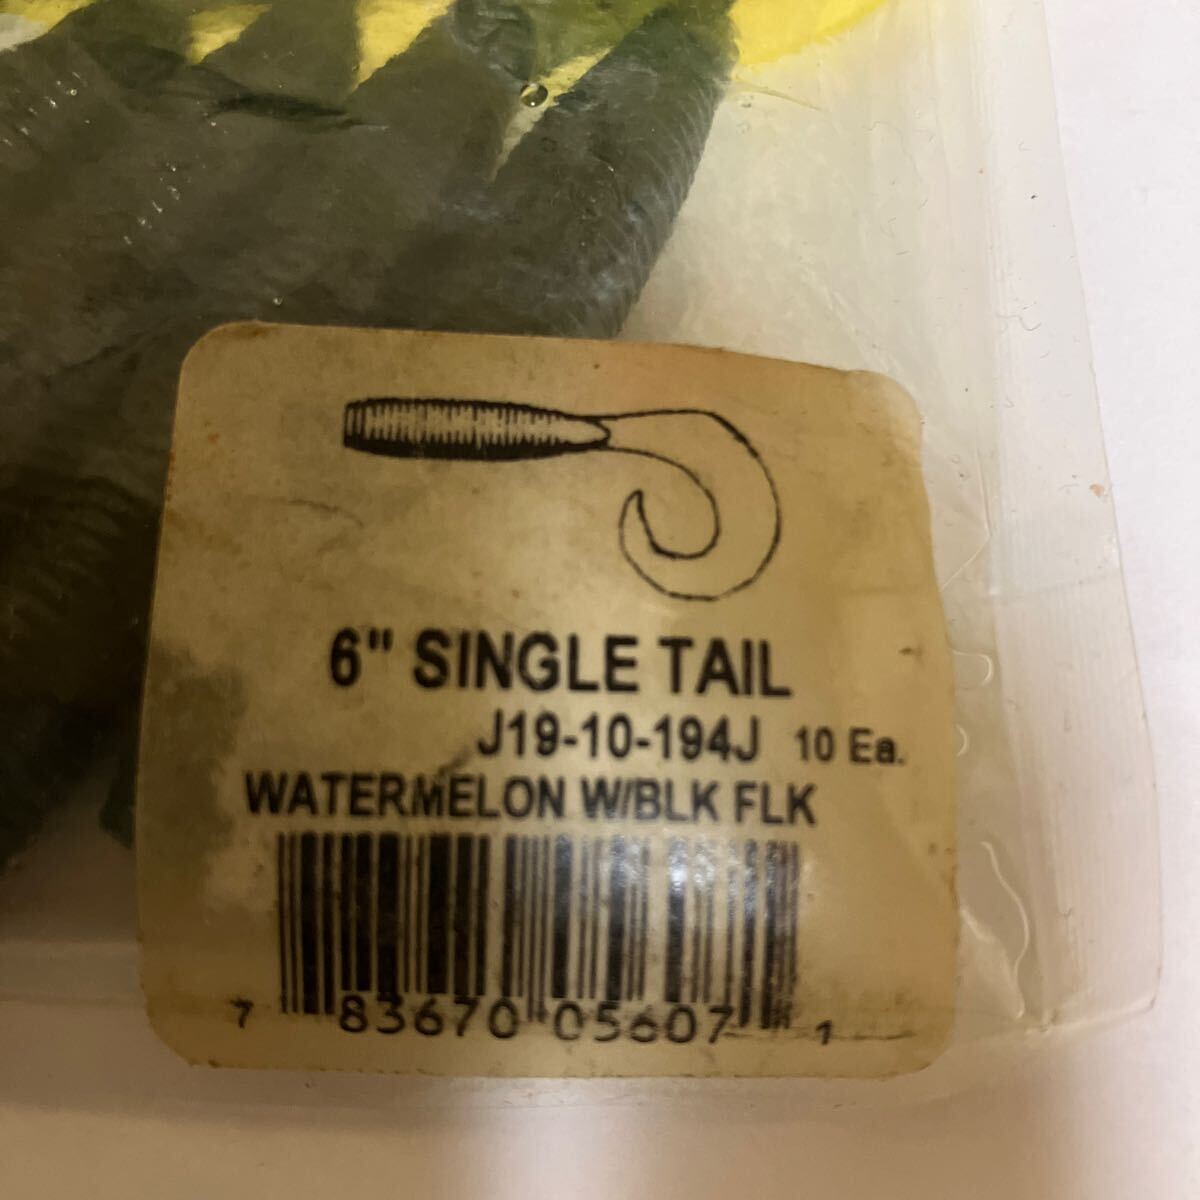 6" SINGLE TAIL
J19-10-194J 10 Ea.
WATERMELON W/BLK FLK
7 83670 05607 1